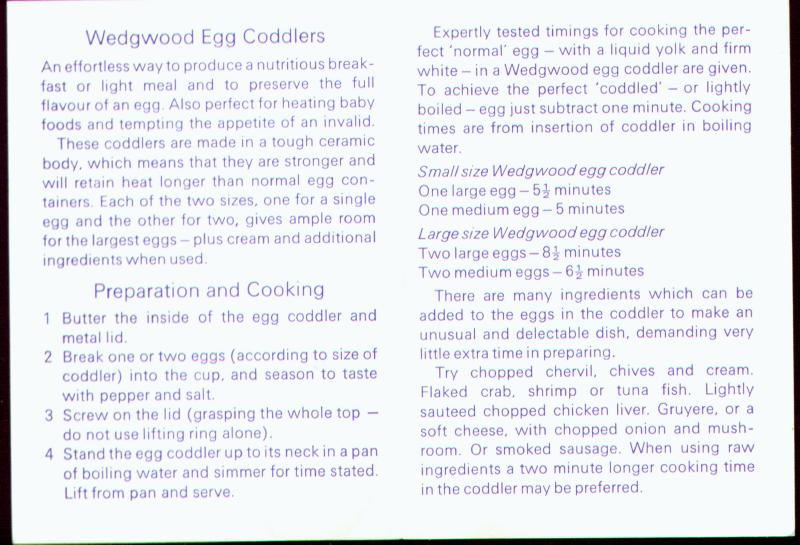 Wedgwood Egg Coddlers
An effortless way to produce a nutritious break-
fast or light meal and to preserve the full
flavour of an egg. Also perfect for heating baby
foods and tempting the appetite of an invalid.
These coddlers are made in a tough ceramic
body, which means that they are stronger and
will retain heat longer than normal egg con-
tainers. Each of the two sizes, one for a single
egg and the other for two, gives ample room
for the largest eggs – plus cream and additional
ingredients when used.
Preparation and Cooking
1 Butter the inside of the egg coddler and
metal lid.
2 Break one or two eggs (according to size of
coddler) into the cup, and season to taste
with pepper and salt.
3 Screw on the lid (grasping the whole top –
do not use lifting ring alone).
4 Stand the egg coddler up to its neck in a pan
of boiling water and simmer for time stated.
Lift from pan and serve.
Expertly tested timings for cooking the per-
fect 'normal' egg – with a liquid yolk and firm
white – in a Wedgwood egg coddler are given.
To achieve the perfect 'coddled' – or lightly
boiled – egg just subtract one minute. Cooking
times are from insertion of coddler in boiling
water.
Small size Wedgwood egg coddler
One large egg – 5½ minutes
One medium egg – 5 minutes
Large size Wedgwood egg coddler
Two large eggs – 8½ minutes
Two medium eggs – 6½ minutes
There are many ingredients which can be
added to the eggs in the coddler to make an
unusual and delectable dish, demanding very
little extra time in preparing.
Try chopped chervil, chives and cream.
Flaked crab, shrimp or tuna fish. Lightly
sauteed chopped chicken liver. Gruyere, or a
soft cheese, with chopped onion and mush-
room. Or smoked sausage. When using raw
ingredients a two minute longer cooking time
in the coddler may be preferred.